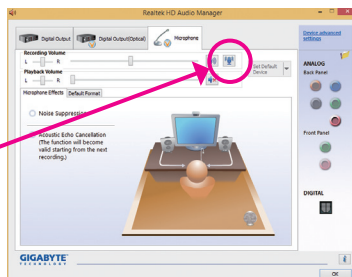 Realtek HD Audio Manager
Digital Output
Digital Output(Optical)
Microphone
Device advanced
settings
Recording Volume
L
R
Set Default
Device
Playback Volume
L
R
ANALOG
Back Panel
Microphone Effects
Default Format
Noise Suppression
Acoustic Echo Cancellation
(The function will become
valid starting from the next
recording.)
Front Panel
DIGITAL
GIGABYTE
TECHNOLOGY
OK